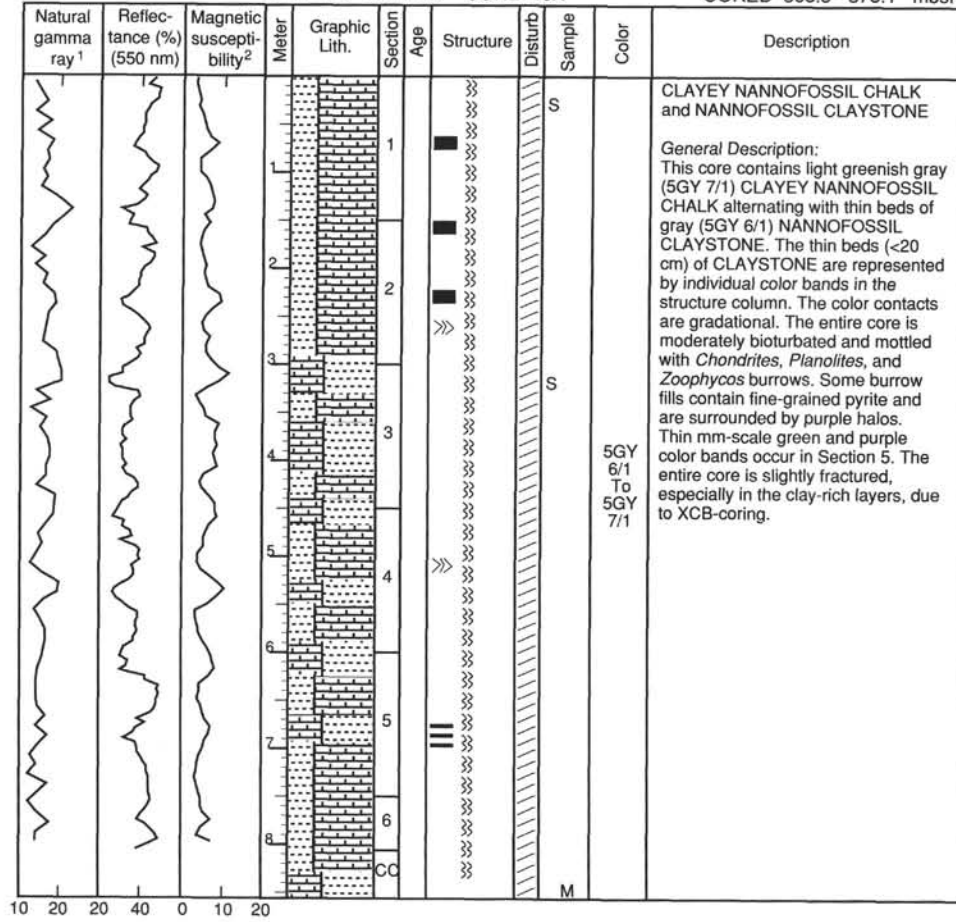 Natural gamma ray 1
Reflec-tance (%) (550 nm)
Magnetic suscepti-bility2
Meter
Graphic Lith.
Section
Age
Structure
Disturb
Sample
Color
Description
1
2
3
4
5
6
7
8
1
2
3
4
5
6
CC
S
S
M
5GY
6/1
To
5GY
7/1
CLAYEY NANNOFOSSIL CHALK
and NANNOFOSSIL CLAYSTONE
General Description:
This core contains light greenish gray
(5GY 7/1) CLAYEY NANNOFOSSIL
CHALK alternating with thin beds of
gray (5GY 6/1) NANNOFOSSIL
CLAYSTONE. The thin beds (<20
cm) of CLAYSTONE are represented
by individual color bands in the
structure column. The color contacts
are gradational. The entire core is
moderately bioturbated and mottled
with Chondrites, Planolites, and
Zoophycos burrows. Some burrow
fills contain fine-grained pyrite and
are surrounded by purple halos.
Thin mm-scale green and purple
color bands occur in Section 5. The
entire core is slightly fractured,
especially in the clay-rich layers, due
to XCB-coring.
10 20 20 40 0 10 20